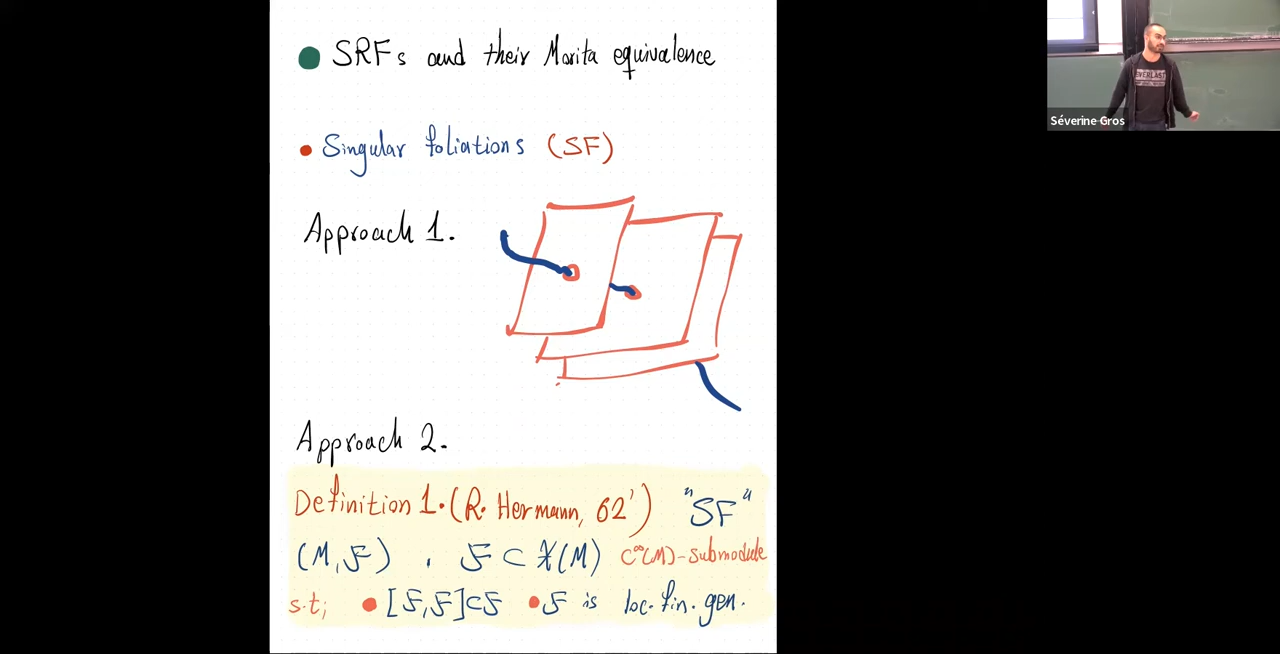 SRFs and their Morita equivalence
Singular foliations (SF)
Approach 1.
Approach 2.
Definition 1. (R. Hermann, 62') "SF"
(M, F) . F ⊂ 𝔛(M) C^∞(M)-submodule
s.t; • [F,F]⊂F • F is loc. fin. gen.
EVERLAST
Séverine Gros